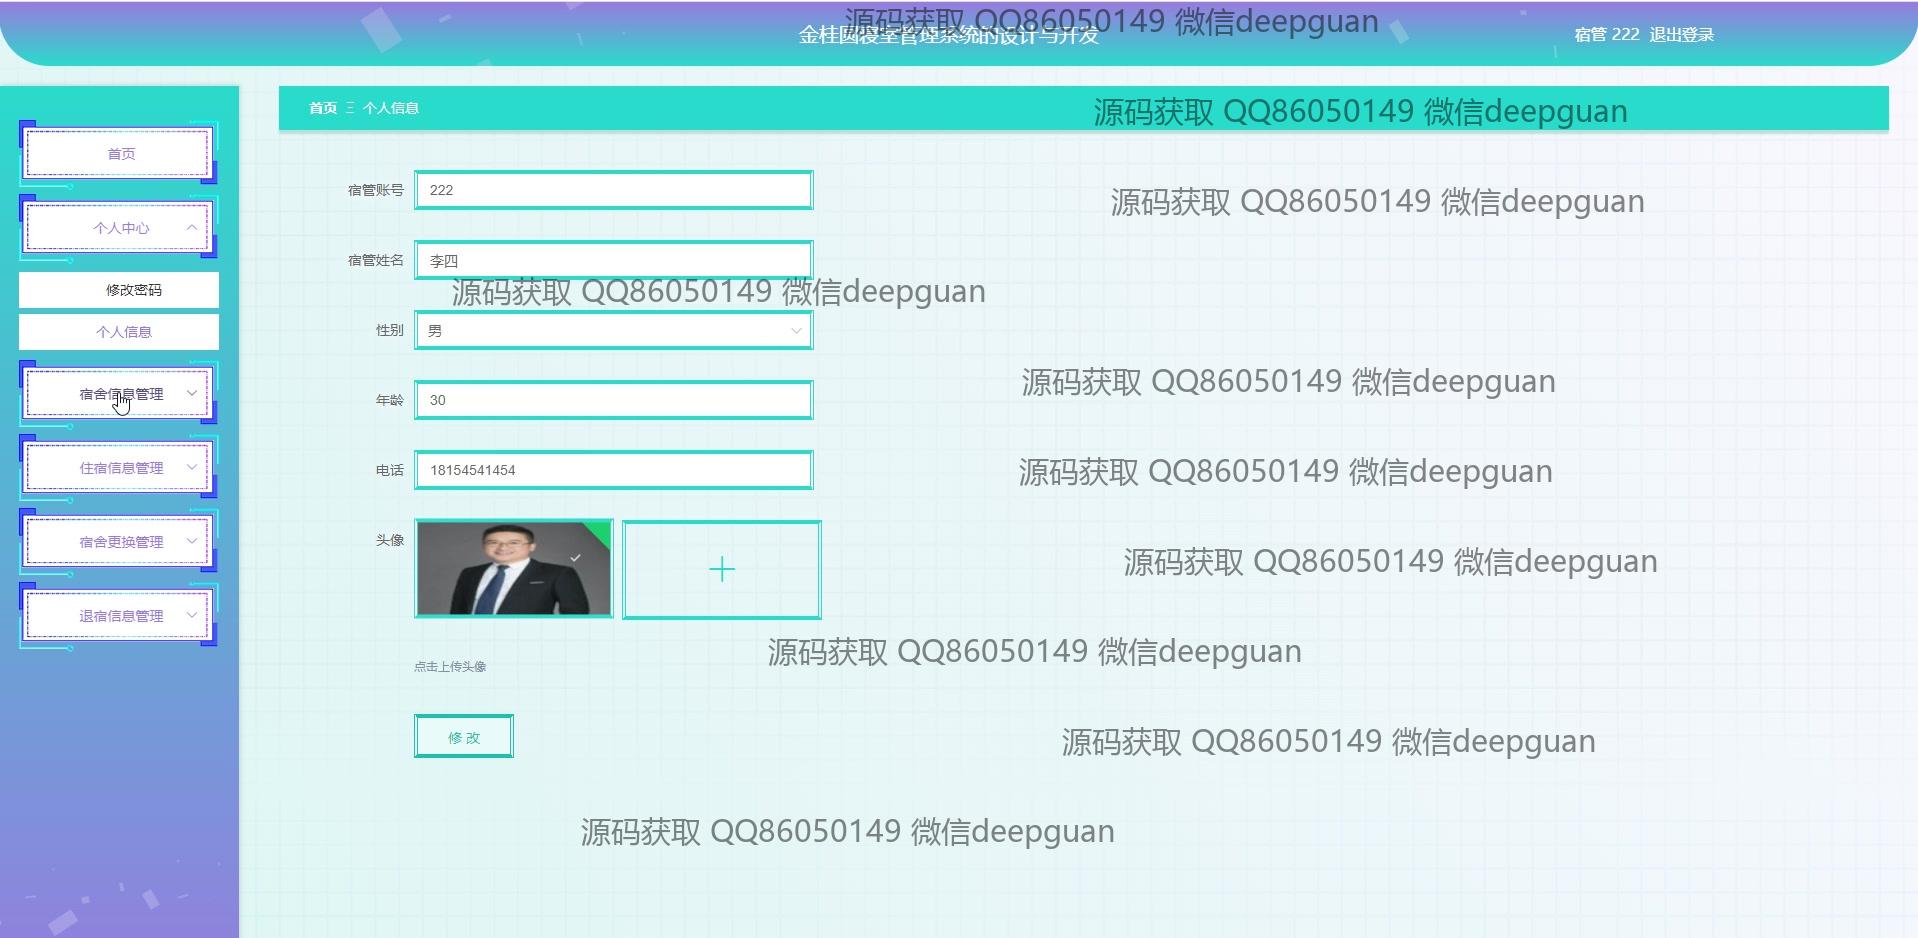 源码获取 QQ86050149 微信deepguan
金桂圆寝室管理系统的设计与开发
宿管 222 退出登录
首页 三 个人信息
源码获取 QQ86050149 微信deepguan
首页
个人中心
修改密码
个人信息
宿舍信息管理
住宿信息管理
宿舍更换管理
退宿信息管理
宿管账号 222
源码获取 QQ86050149 微信deepguan
宿管姓名 李四
源码获取 QQ86050149 微信deepguan
性别 男
源码获取 QQ86050149 微信deepguan
年龄 30
电话 18154541454
源码获取 QQ86050149 微信deepguan
头像
源码获取 QQ86050149 微信deepguan
源码获取 QQ86050149 微信deepguan
点击上传头像
修改
源码获取 QQ86050149 微信deepguan
源码获取 QQ86050149 微信deepguan